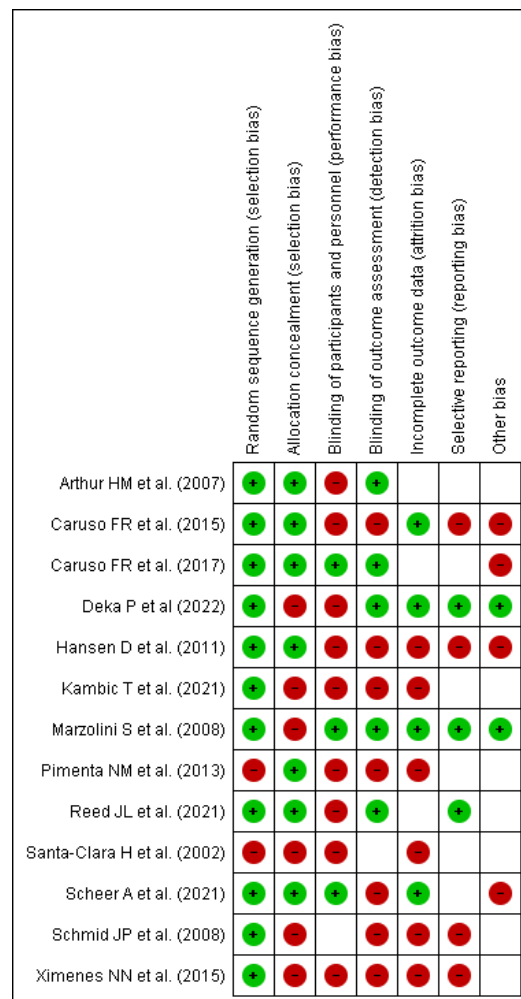 Random sequence generation (selection bias)
Allocation concealment (selection bias)
Blinding of participants and personnel (performance bias)
Blinding of outcome assessment (detection bias)
Incomplete outcome data (attrition bias)
Selective reporting (reporting bias)
Other bias
Arthur HM et al. (2007) + + - +
Caruso FR et al. (2015) + + - - + - -
Caruso FR et al. (2017) + + + + -
Deka P et al (2022) + - - + + + +
Hansen D et al. (2011) + + - - - - -
Kambic T et al. (2021) + - - - -
Marzolini S et al. (2008) + - + + + + +
Pimenta NM et al. (2013) - + - - -
Reed JL et al. (2021) + + - + +
Santa-Clara H et al. (2002) - - - -
Scheer A et al. (2021) + + + - + -
Schmid JP et al. (2008) + - - - -
Ximenes NN et al. (2015) + - - - - -